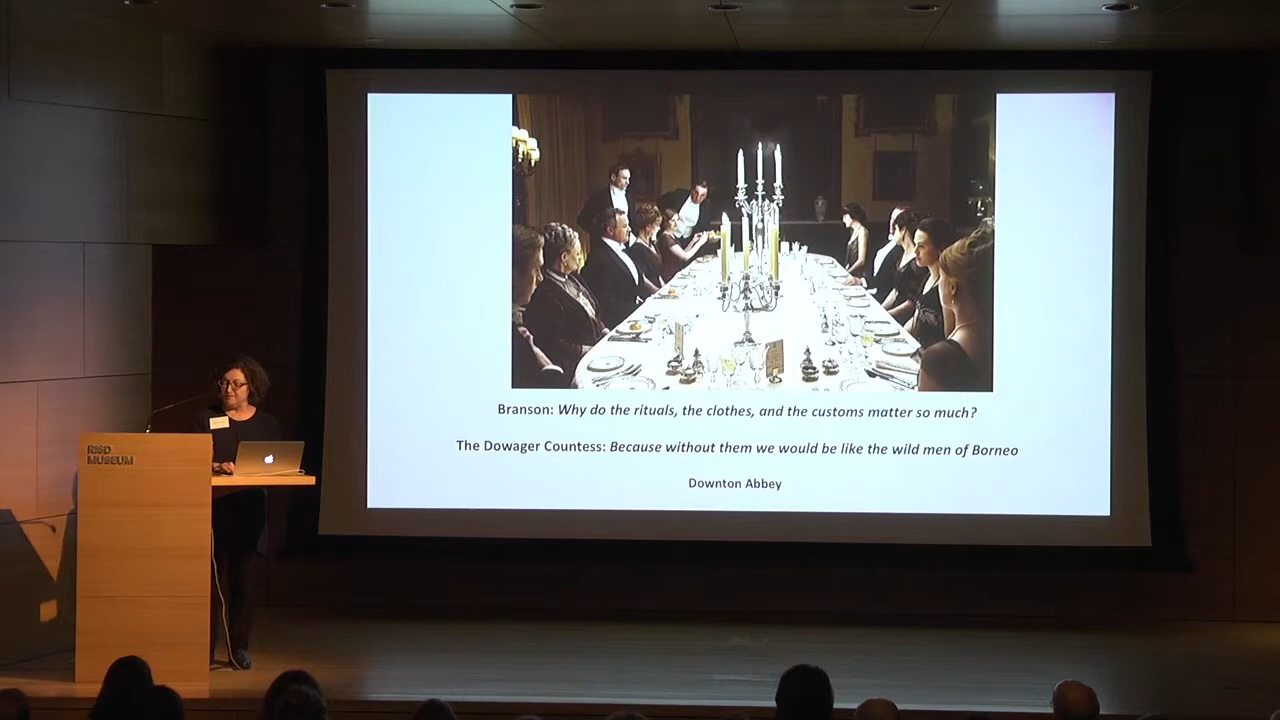 Branson: Why do the rituals, the clothes, and the customs matter so much?
The Dowager Countess: Because without them we would be like the wild men of Borneo
Downton Abbey
RISD
MUSEUM